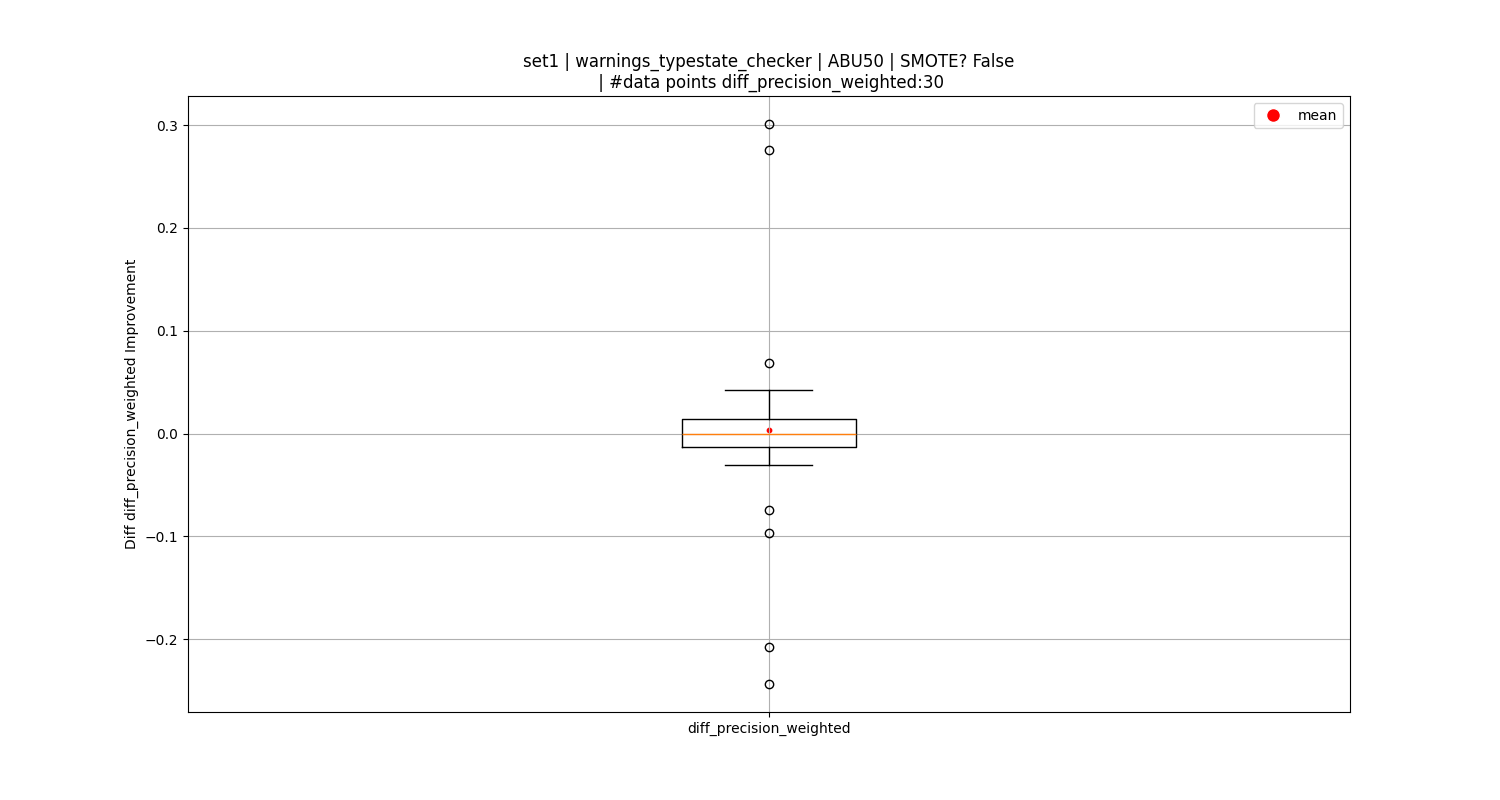 set1 | warnings_typestate_checker | ABU50 | SMOTE? False
| #data points diff_precision_weighted:30
mean
0.3
0.2
0.1
0.0
−0.1
−0.2
Diff diff_precision_weighted Improvement
diff_precision_weighted